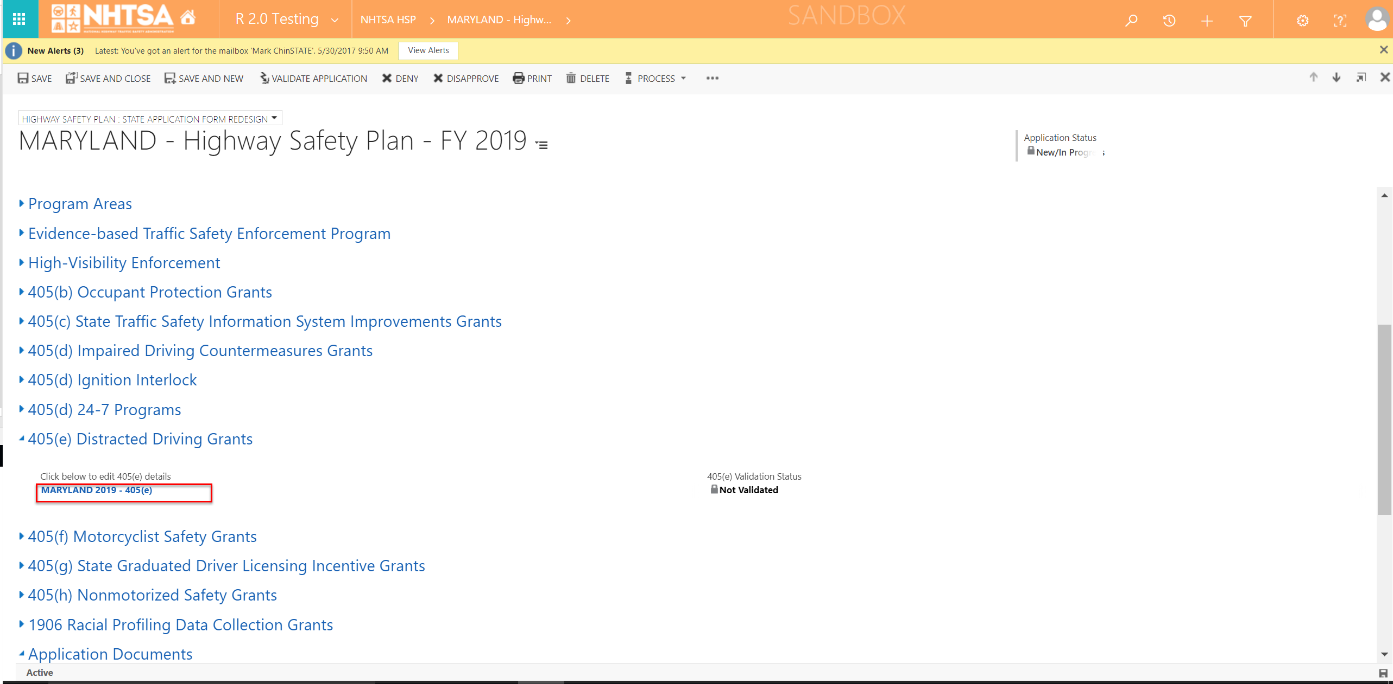 NHTSA
R 2.0 Testing
NHTSA HSP
MARYLAND - Highw...
SANDBOX
New Alerts (3) Latest: You've got an alert for the mailbox 'Mark ChinSTATE'. 5/30/2017 9:50 AM View Alerts
SAVE SAVE AND CLOSE SAVE AND NEW VALIDATE APPLICATION DENY DISAPPROVE PRINT DELETE PROCESS ...
HIGHWAY SAFETY PLAN : STATE APPLICATION FORM REDESIGN
MARYLAND - Highway Safety Plan - FY 2019
Application Status
New/In Progr
Program Areas
Evidence-based Traffic Safety Enforcement Program
High-Visibility Enforcement
405(b) Occupant Protection Grants
405(c) State Traffic Safety Information System Improvements Grants
405(d) Impaired Driving Countermeasures Grants
405(d) Ignition Interlock
405(d) 24-7 Programs
405(e) Distracted Driving Grants
Click below to edit 405(e) details
MARYLAND 2019 - 405(e)
405(e) Validation Status
Not Validated
405(f) Motorcyclist Safety Grants
405(g) State Graduated Driver Licensing Incentive Grants
405(h) Nonmotorized Safety Grants
1906 Racial Profiling Data Collection Grants
Application Documents
Active